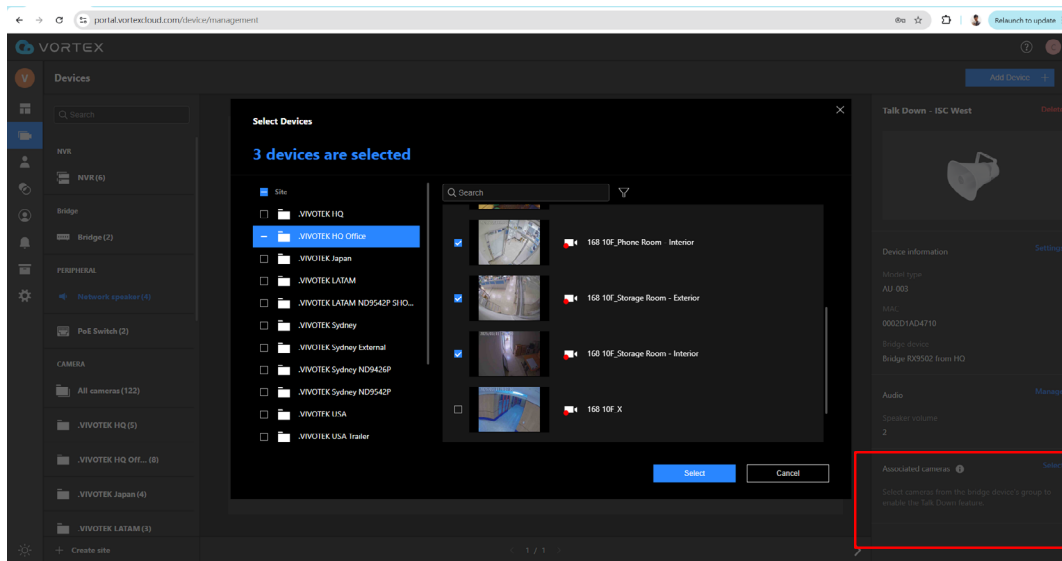 portal.vortexcloud.com/device/management
Relaunch to update
VORTEX
V
Devices
Add Device +
Search
NVR
NVR (6)
Bridge
Bridge (2)
PERIPHERAL
Network speaker (4)
PoE Switch (2)
CAMERA
All cameras (122)
.VIVOTEK HQ (5)
.VIVOTEK HQ Off... (8)
.VIVOTEK Japan (4)
.VIVOTEK LATAM (3)
+ Create site
Select Devices
3 devices are selected
Site
.VIVOTEK HQ
.VIVOTEK HQ Office
.VIVOTEK Japan
.VIVOTEK LATAM
.VIVOTEK LATAM ND9542P SHO...
.VIVOTEK Sydney
.VIVOTEK Sydney External
.VIVOTEK Sydney ND9426P
.VIVOTEK Sydney ND9542P
.VIVOTEK USA
.VIVOTEK USA Trailer
Search
168 10F_Phone Room - Interior
168 10F_Storage Room - Exterior
168 10F_Storage Room - Interior
168 10F_X
Select
Cancel
1 / 1
Talk Down - ISC West
Delete
Device information
Settings
Model type
AU-003
MAC
0002D1AD4710
Bridge device
Bridge RX9502 from HQ
Audio
Manage
Speaker volume
2
Associated cameras
Select
Select cameras from the bridge device's group to
enable the Talk Down feature.